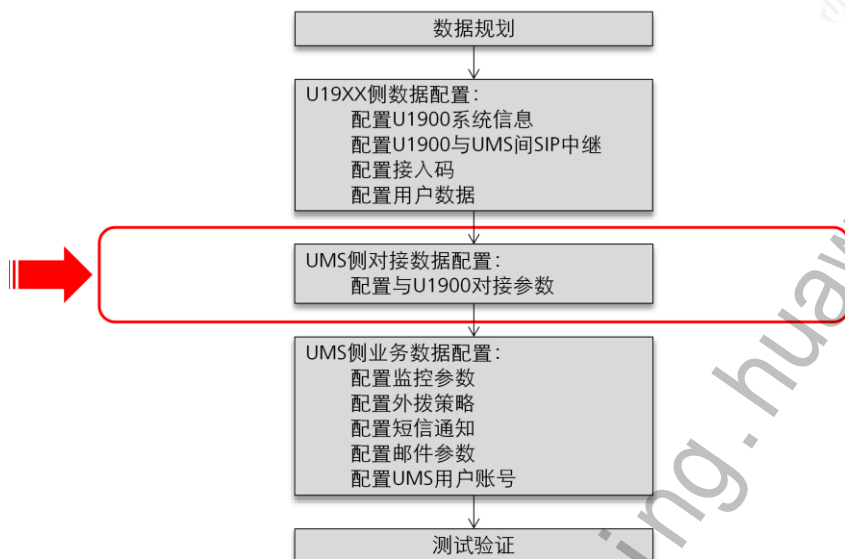 数据规划
U19XX侧数据配置：
配置U1900系统信息
配置U1900与UMS间SIP中继
配置接入码
配置用户数据
UMS侧对接数据配置：
配置与U1900对接参数
UMS侧业务数据配置：
配置监控参数
配置外拨策略
配置短信通知
配置邮件参数
配置UMS用户账号
测试验证
ing.huaw